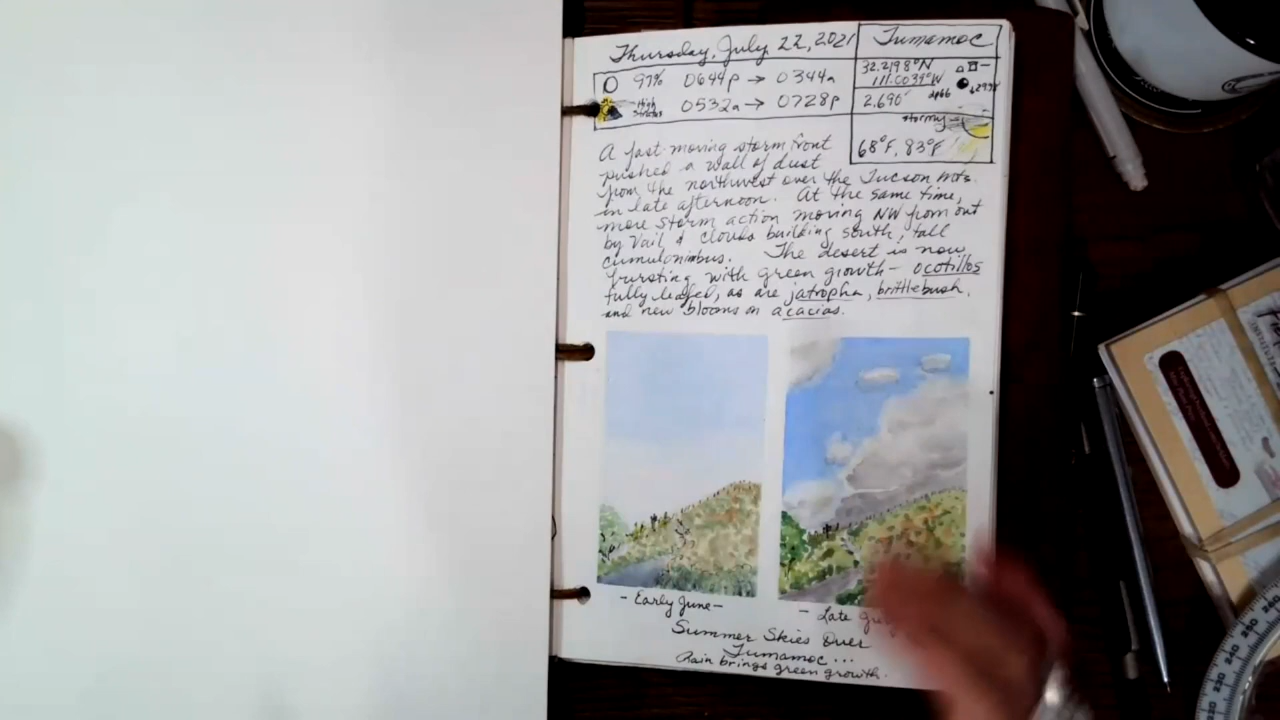 Thursday, July 22, 2021
Tumamoc
97% 0644p → 0344a
High Stratus 0532a → 0728p
32.2198°N
111.0039°W
2,690'
dp66
stormy
68°F, 83°F
A fast-moving storm front
pushed a wall of dust
from the northwest over the Tucson Mts.
in late afternoon. At the same time,
more storm action moving NW from out
by Vail & clouds building south, tall
cumulonimbus. The desert is now
bursting with green growth - ocotillos
fully leafed, as are jatropha, brittlebush,
and new blooms on acacias.
- Early June -
- Late
Summer Skies Over
Tumamoc...
Rain brings green growth.